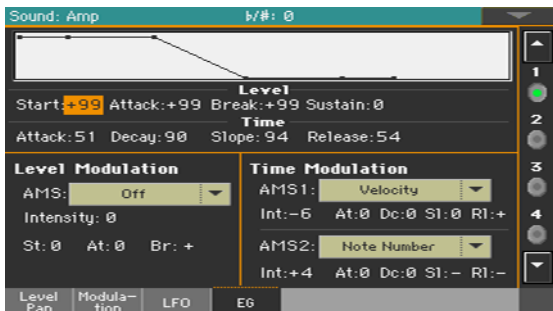 Sound: Amp ♭/#: 0
Level
Start:+99 Attack:+99 Break:+99 Sustain:0
Time
Attack:51 Decay:90 Slope:94 Release:54
Level Modulation
AMS: Off
Intensity: 0
St:0 At:0 Br:+
Time Modulation
AMS1: Velocity
Int:-6 At:0 Dc:0 Sl:0 Rl:+
AMS2: Note Number
Int:+4 At:0 Dc:0 Sl:- Rl:-
1
2
3
4
Level Pan
Modula-tion
LFO
EG